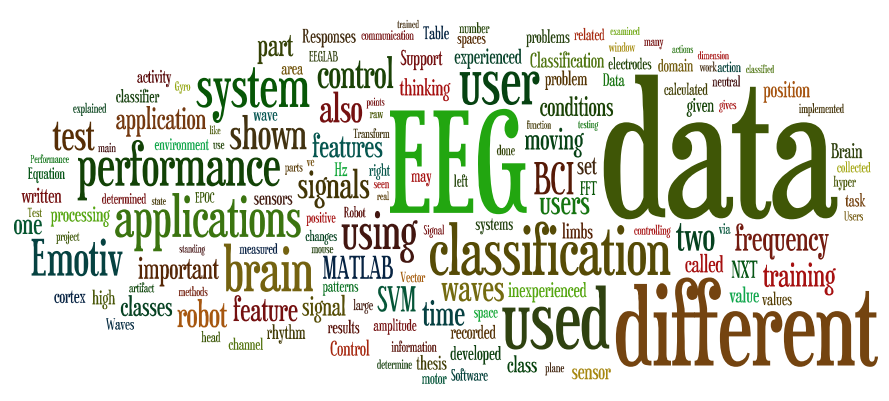 trained
communication
number
Responses
Table
spaces
problems
related
examined
window
many
part
EEGLAB
Support
experienced
Classification
electrodes
actions
dimension
area
control
thinking
user
problem
Data
domain
workaction
classified
activity
Gyro
system
neutral
calculated
position
explained
classifier
wave
also
points
raw
conditions
given
gives
implemented
application
like
shown
Transform
EEG
function
testing
data
test
main
environment
use
features
done
moving
Brain
Performance
performance
parts
ve
Hz
right
may
left
BCI
set
collected
Equation
signals
seen
real
FFT
hyper
written
determined
state
EPOC
sensors
users
task
Test
one
processing
applications
positive
Robot
Users
project
changes
using
Signal
systems
limbs
controlling
two
via
frequency
standing
measured
mouse
classification
Emotiv
important
brain
MATLAB
called
NXT
training
artifact
patterns
Vector
cortex
high
methods
SVM
waves
inexperienced
value
values
Waves
classes
robot
feature
signal
large
time
space
used
different
head
rhythm
results
amplitude
recorded
channel
Control
information
developed
determine
thesis
class
plane
sensor
motor
Software